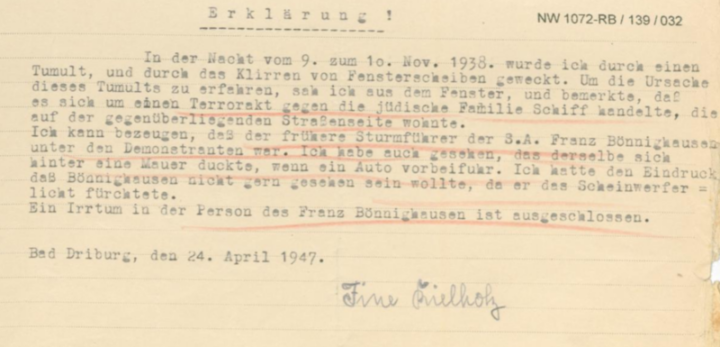 Erklärung !
NW 1072-RB / 139 / 032
In der Nacht vom 9. zum 1o. Nov. 1938. wurde ich durch einen
Tumult, und durch das Klirren von Fensterscheiben geweckt. Um die Ursache
dieses Tumults zu erfahren, sah ich aus dem Fenster, und bemerkte, daß
es sich um einen Terrorakt gegen die jüdische Familie Schiff handelte, die
auf der gegenüberliegenden Straßenseite wohnte.
Ich kann bezeugen, daß der frühere Sturmführer der S.A. Franz Bönnighausen
unter den Demonstranten war. Ich habe auch gesehen, das derselbe sich
hinter eine Mauer duckte, wenn ein Auto vorbeifuhr. Ich hatte den Eindruck
daß Bönnighausen nicht gern gesehen sein wollte, da er das Scheinwerfer =
licht fürchtete.
Ein Irrtum in der Person des Franz Bönnighausen ist ausgeschlossen.
Bad Driburg, den 24. April 1947.
Fine Kielholz